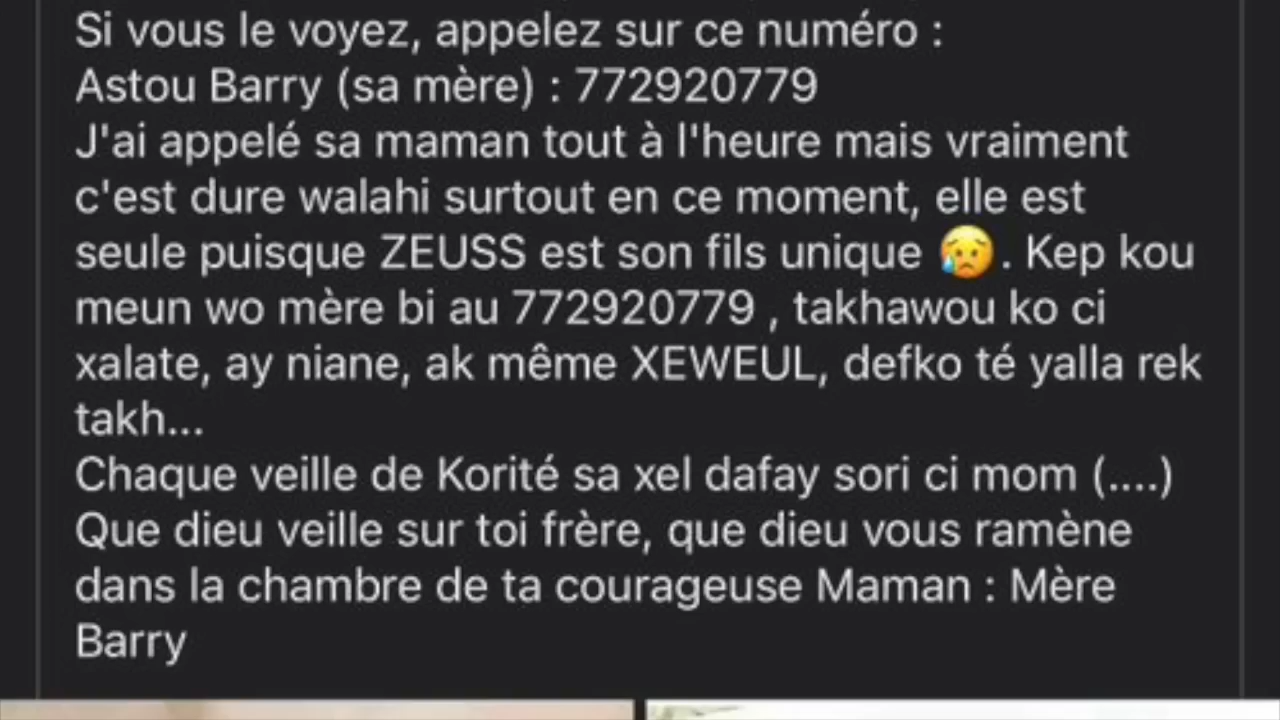 Si vous le voyez, appelez sur ce numéro :
Astou Barry (sa mère) : 772920779
J'ai appelé sa maman tout à l'heure mais vraiment
c'est dure walahi surtout en ce moment, elle est
seule puisque ZEUSS est son fils unique 😥. Kep kou
meun wo mère bi au 772920779 , takhawou ko ci
xalate, ay niane, ak même XEWEUL, defko té yalla rek
takh...
Chaque veille de Korité sa xel dafay sori ci mom (....)
Que dieu veille sur toi frère, que dieu vous ramène
dans la chambre de ta courageuse Maman : Mère
Barry